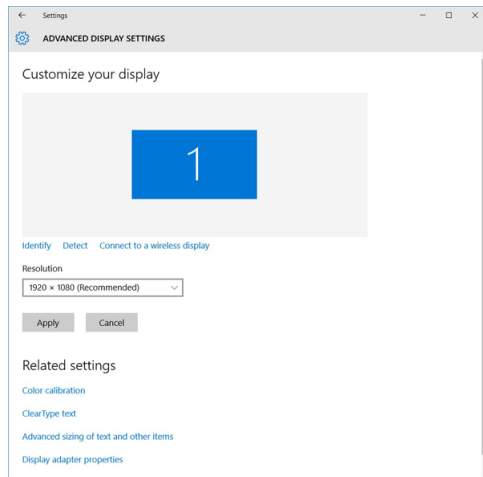 Settings
ADVANCED DISPLAY SETTINGS
Customize your display
1
Identify Detect Connect to a wireless display
Resolution
1920 × 1080 (Recommended)
Apply Cancel
Related settings
Color calibration
ClearType text
Advanced sizing of text and other items
Display adapter properties